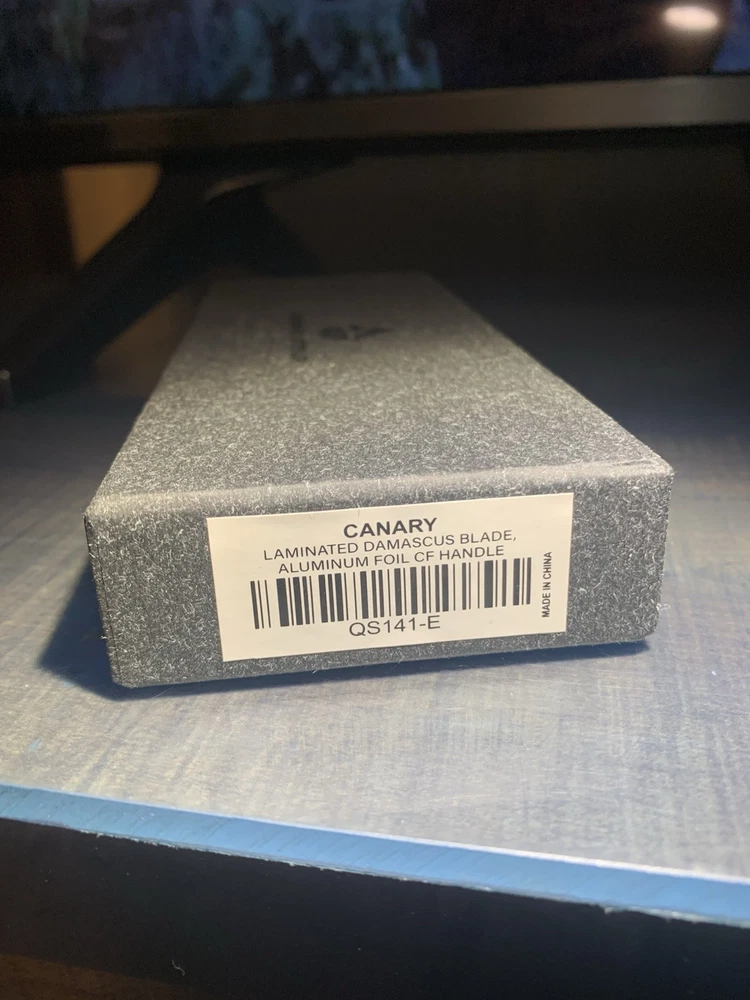 CANARY
LAMINATED DAMASCUS BLADE,
ALUMINUM FOIL CF HANDLE
QS141-E
MADE IN CHINA